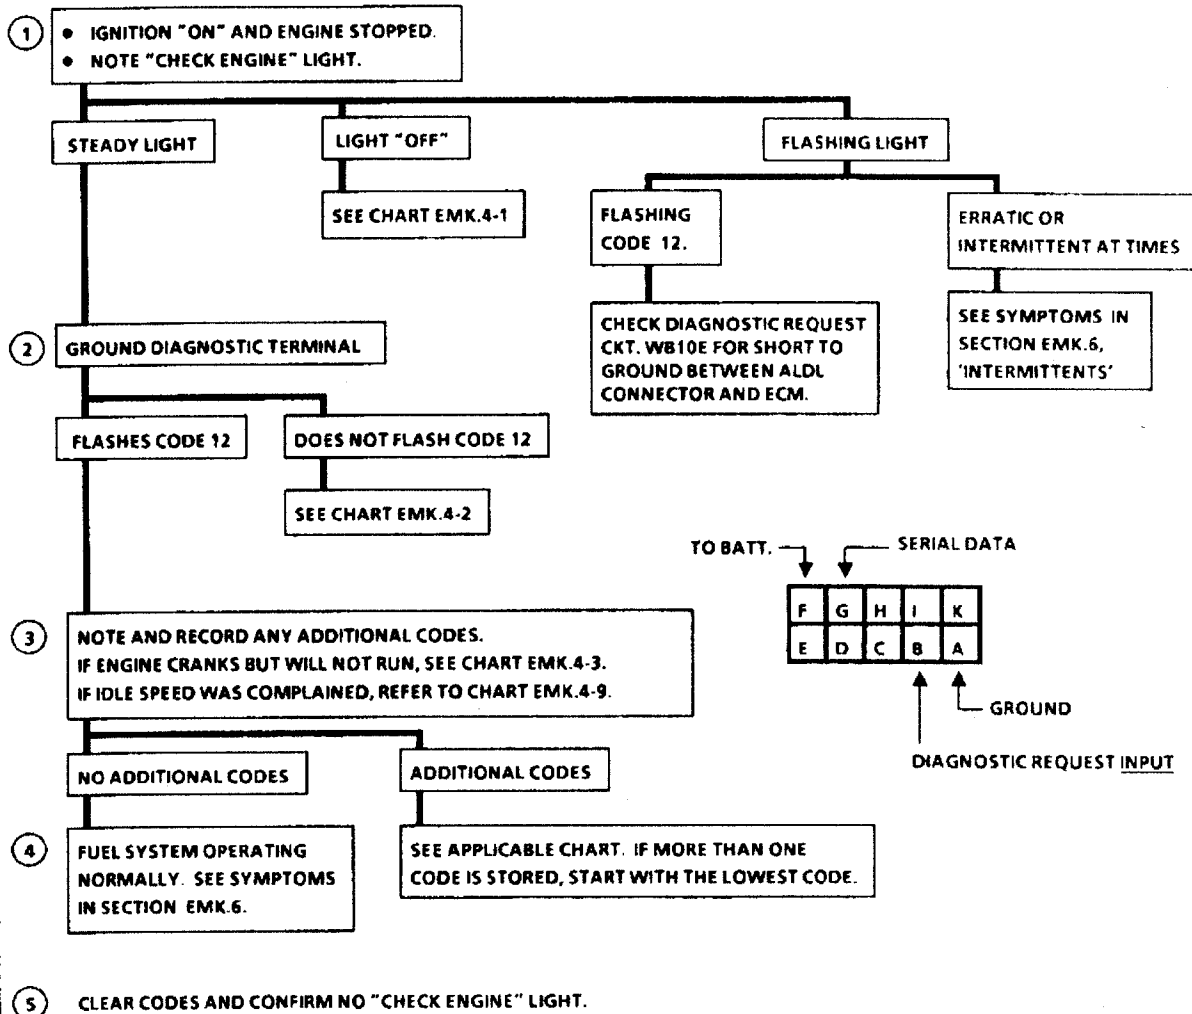 1
• IGNITION "ON" AND ENGINE STOPPED.
• NOTE "CHECK ENGINE" LIGHT.
STEADY LIGHT
LIGHT "OFF"
FLASHING LIGHT
SEE CHART EMK.4-1
FLASHING
CODE 12.
ERRATIC OR
INTERMITTENT AT TIMES
CHECK DIAGNOSTIC REQUEST
CKT. WB10E FOR SHORT TO
GROUND BETWEEN ALDL
CONNECTOR AND ECM.
SEE SYMPTOMS IN
SECTION EMK.6,
'INTERMITTENTS'
2
GROUND DIAGNOSTIC TERMINAL
FLASHES CODE 12
DOES NOT FLASH CODE 12
SEE CHART EMK.4-2
TO BATT.
SERIAL DATA
F G H I K
E D C B A
GROUND
DIAGNOSTIC REQUEST INPUT
3
NOTE AND RECORD ANY ADDITIONAL CODES.
IF ENGINE CRANKS BUT WILL NOT RUN, SEE CHART EMK.4-3.
IF IDLE SPEED WAS COMPLAINED, REFER TO CHART EMK.4-9.
NO ADDITIONAL CODES
ADDITIONAL CODES
4
FUEL SYSTEM OPERATING
NORMALLY. SEE SYMPTOMS
IN SECTION EMK.6.
SEE APPLICABLE CHART. IF MORE THAN ONE
CODE IS STORED, START WITH THE LOWEST CODE.
5
CLEAR CODES AND CONFIRM NO "CHECK ENGINE" LIGHT.